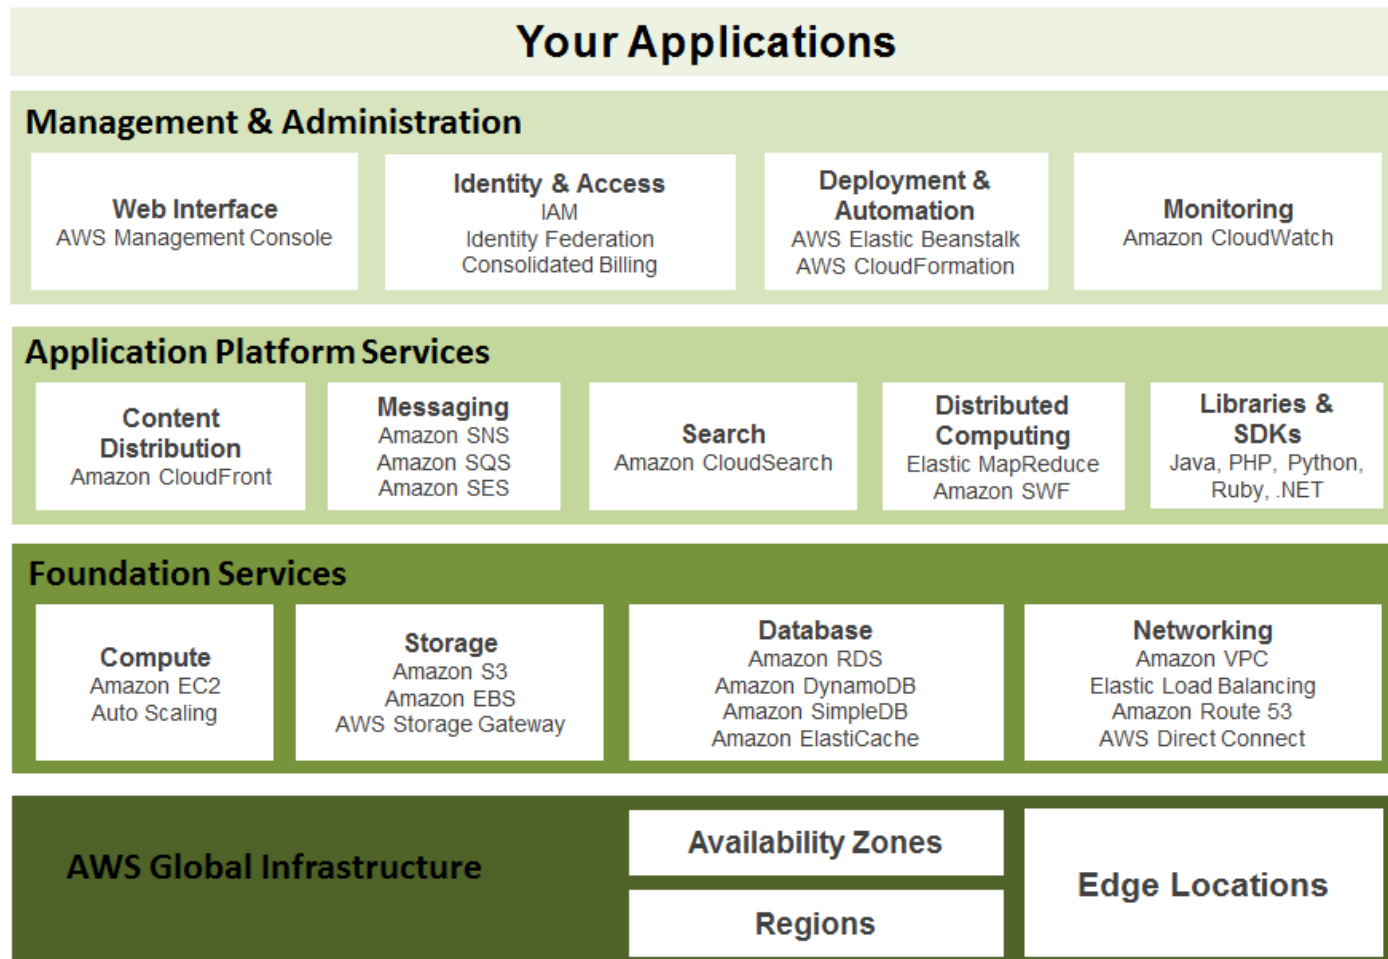 Your Applications
Management & Administration
Web Interface
AWS Management Console
Identity & Access
IAM
Identity Federation
Consolidated Billing
Deployment &
Automation
AWS Elastic Beanstalk
AWS CloudFormation
Monitoring
Amazon CloudWatch
Application Platform Services
Content
Distribution
Amazon CloudFront
Messaging
Amazon SNS
Amazon SQS
Amazon SES
Search
Amazon CloudSearch
Distributed
Computing
Elastic MapReduce
Amazon SWF
Libraries &
SDKs
Java, PHP, Python,
Ruby, .NET
Foundation Services
Compute
Amazon EC2
Auto Scaling
Storage
Amazon S3
Amazon EBS
AWS Storage Gateway
Database
Amazon RDS
Amazon DynamoDB
Amazon SimpleDB
Amazon ElastiCache
Networking
Amazon VPC
Elastic Load Balancing
Amazon Route 53
AWS Direct Connect
AWS Global Infrastructure
Availability Zones
Regions
Edge Locations